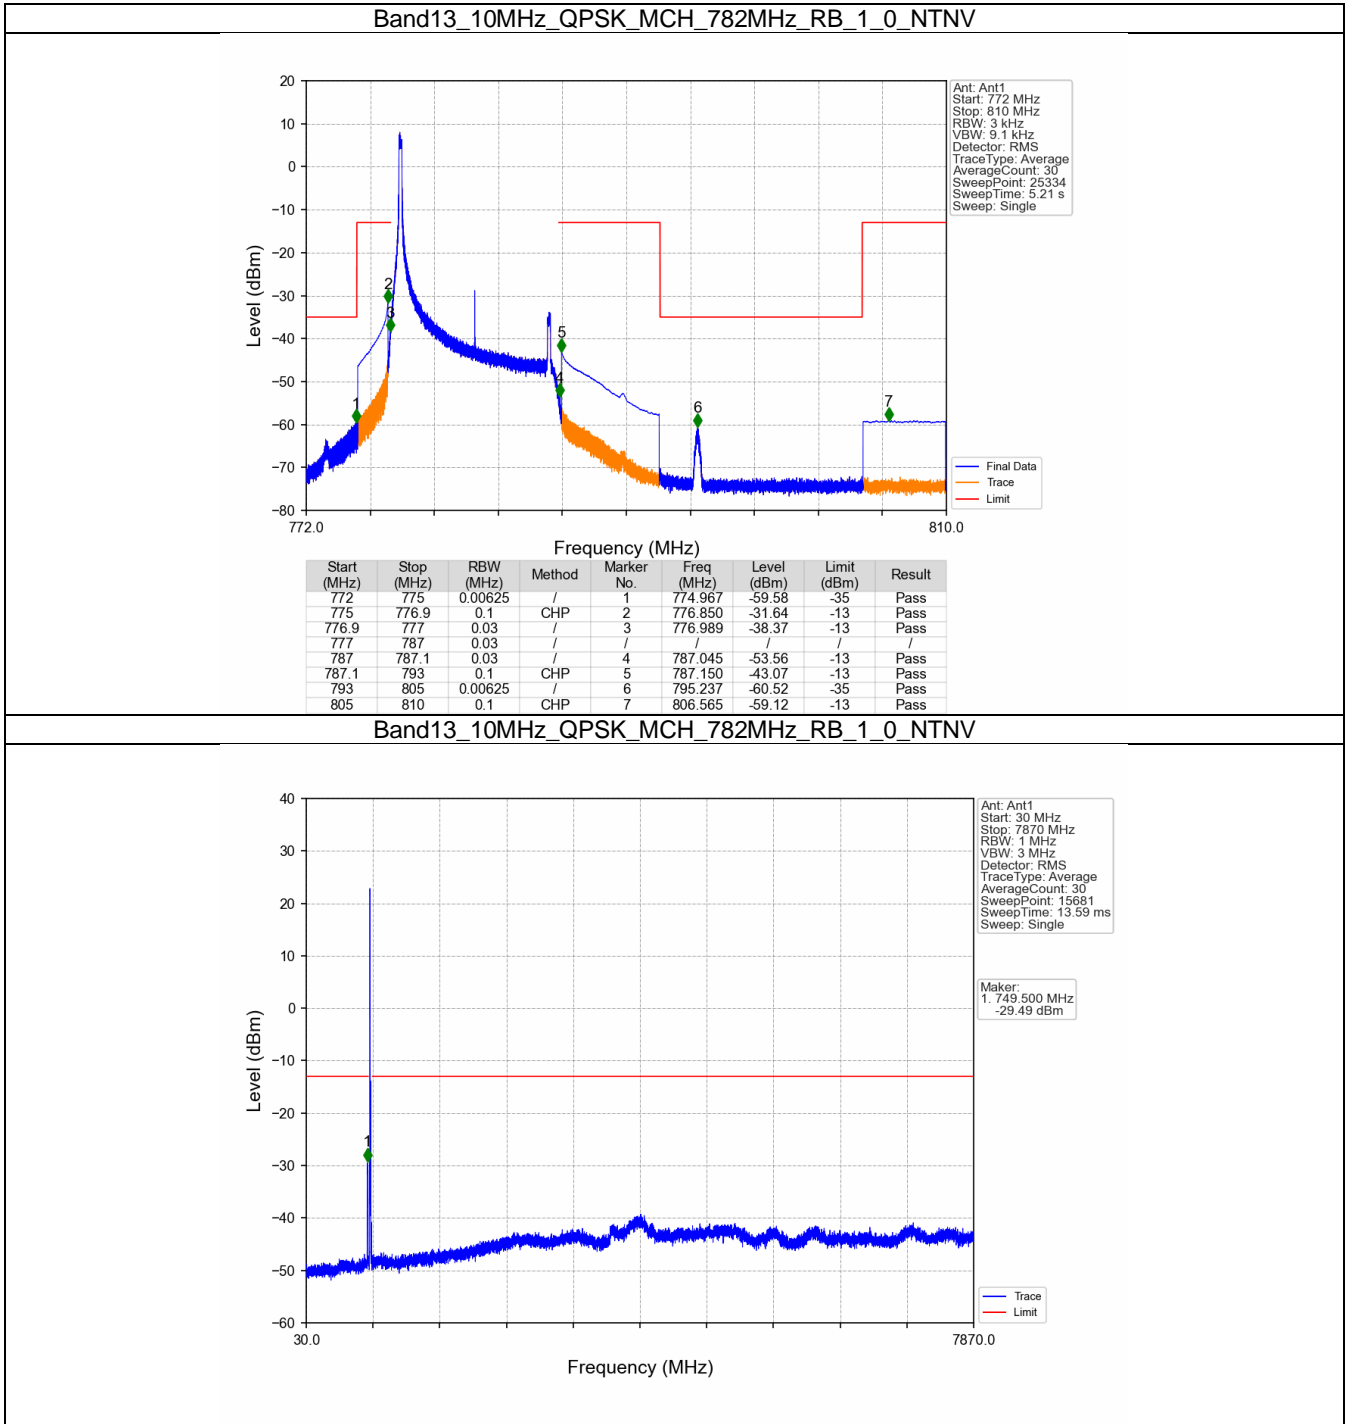 Band13_10MHz_QPSK_MCH_782MHz_RB_1_0_NTNV
20
10
0
−10
−20
−30
−40
−50
−60
−70
−80
Level (dBm)
1
2
3
4
5
6
7
772.0
810.0
Frequency (MHz)
Ant: Ant1
Start: 772 MHz
Stop: 810 MHz
RBW: 3 kHz
VBW: 9.1 kHz
Detector: RMS
TraceType: Average
AverageCount: 30
SweepPoint: 25334
SweepTime: 5.21 s
Sweep: Single
Final Data
Trace
Limit
Start (MHz) Stop (MHz) RBW (MHz) Method Marker No. Freq (MHz) Level (dBm) Limit (dBm) Result
772 775 0.00625 / 1 774.967 -59.58 -35 Pass
775 776.9 0.1 CHP 2 776.850 -31.64 -13 Pass
776.9 777 0.03 / 3 776.989 -38.37 -13 Pass
777 787 0.03 / / / / / /
787 787.1 0.03 / 4 787.045 -53.56 -13 Pass
787.1 793 0.1 CHP 5 787.150 -43.07 -13 Pass
793 805 0.00625 / 6 795.237 -60.52 -35 Pass
805 810 0.1 CHP 7 806.565 -59.12 -13 Pass
Band13_10MHz_QPSK_MCH_782MHz_RB_1_0_NTNV
40
30
20
10
0
−10
−20
−30
−40
−50
−60
Level (dBm)
1
30.0
7870.0
Frequency (MHz)
Ant: Ant1
Start: 30 MHz
Stop: 7870 MHz
RBW: 1 MHz
VBW: 3 MHz
Detector: RMS
TraceType: Average
AverageCount: 30
SweepPoint: 15681
SweepTime: 13.59 ms
Sweep: Single
Maker:
1. 749.500 MHz
-29.49 dBm
Trace
Limit